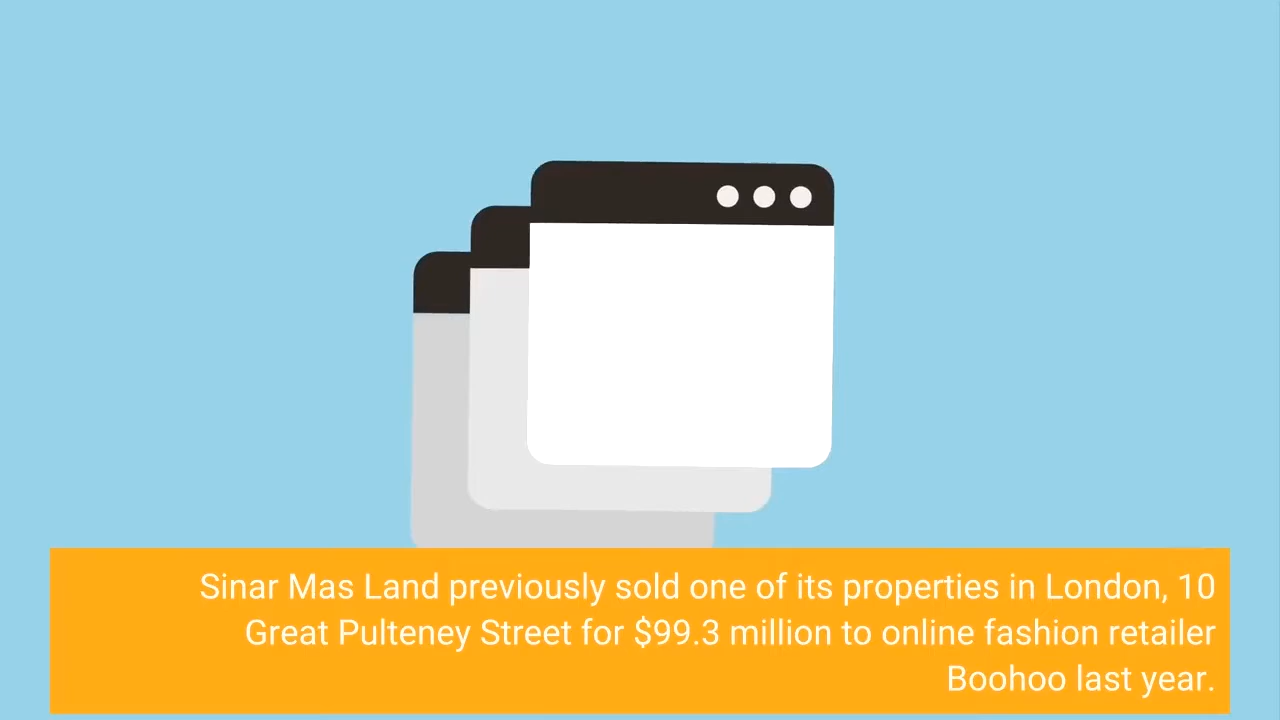 Sinar Mas Land previously sold one of its properties in London, 10
Great Pulteney Street for $99.3 million to online fashion retailer
Boohoo last year.